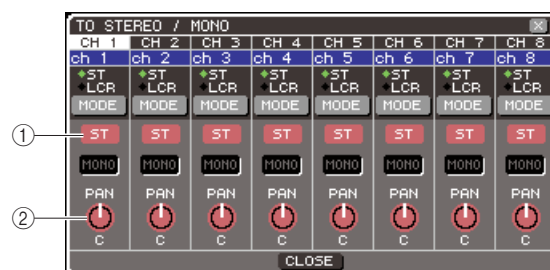 TO STEREO / MONO
CH 1 CH 2 CH 3 CH 4 CH 5 CH 6 CH 7 CH 8
ch 1 ch 2 ch 3 ch 4 ch 5 ch 6 ch 7 ch 8
ST ST ST ST ST ST ST ST
LCR LCR LCR LCR LCR LCR LCR LCR
MODE MODE MODE MODE MODE MODE MODE MODE
① ST ST ST ST ST ST ST ST
MONO MONO MONO MONO MONO MONO MONO MONO
PAN PAN PAN PAN PAN PAN PAN PAN
②
C C C C C C C C
CLOSE